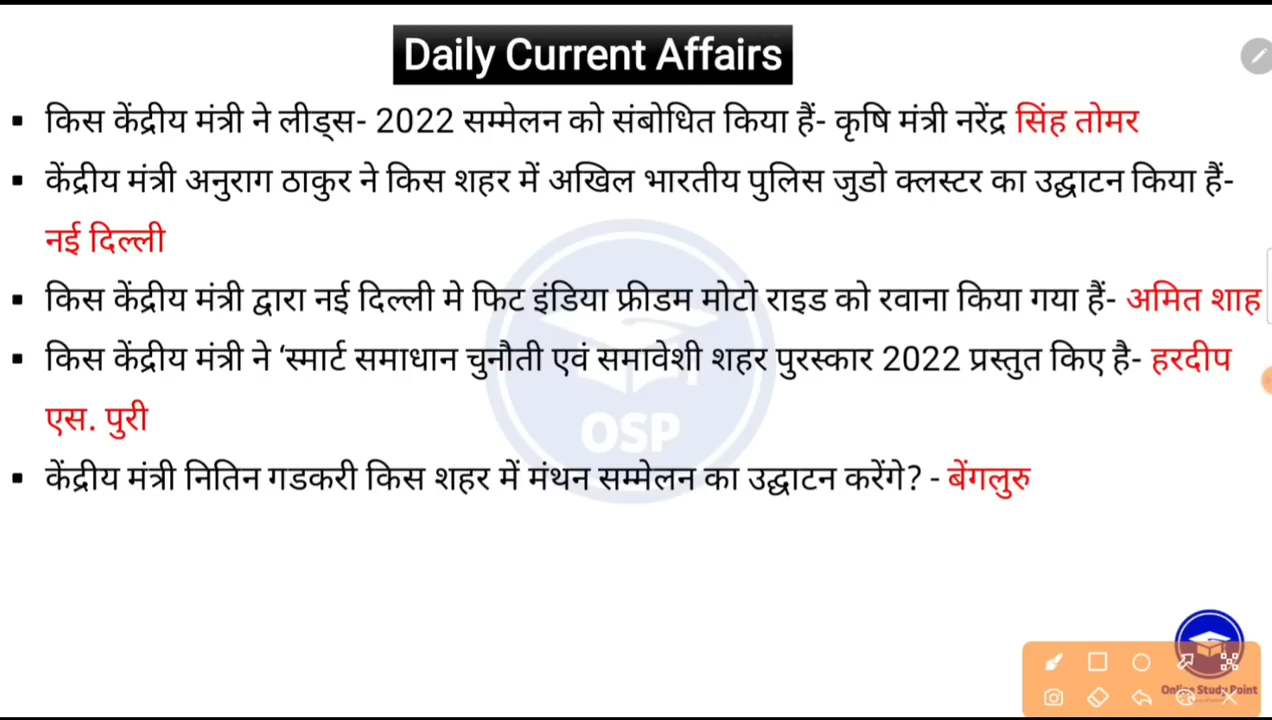 Daily Current Affairs
▪ किस केंद्रीय मंत्री ने लीड्स- 2022 सम्मेलन को संबोधित किया हैं- कृषि मंत्री नरेंद्र सिंह तोमर
▪ केंद्रीय मंत्री अनुराग ठाकुर ने किस शहर में अखिल भारतीय पुलिस जुडो क्लस्टर का उद्घाटन किया हैं-
नई दिल्ली
▪ किस केंद्रीय मंत्री द्वारा नई दिल्ली मे फिट इंडिया फ्रीडम मोटो राइड को रवाना किया गया हैं- अमित शाह
▪ किस केंद्रीय मंत्री ने ‘स्मार्ट समाधान चुनौती एवं समावेशी शहर पुरस्कार 2022 प्रस्तुत किए है- हरदीप
एस. पुरी
OSP
▪ केंद्रीय मंत्री नितिन गडकरी किस शहर में मंथन सम्मेलन का उद्घाटन करेंगे? - बेंगलुरु
Online Study Point